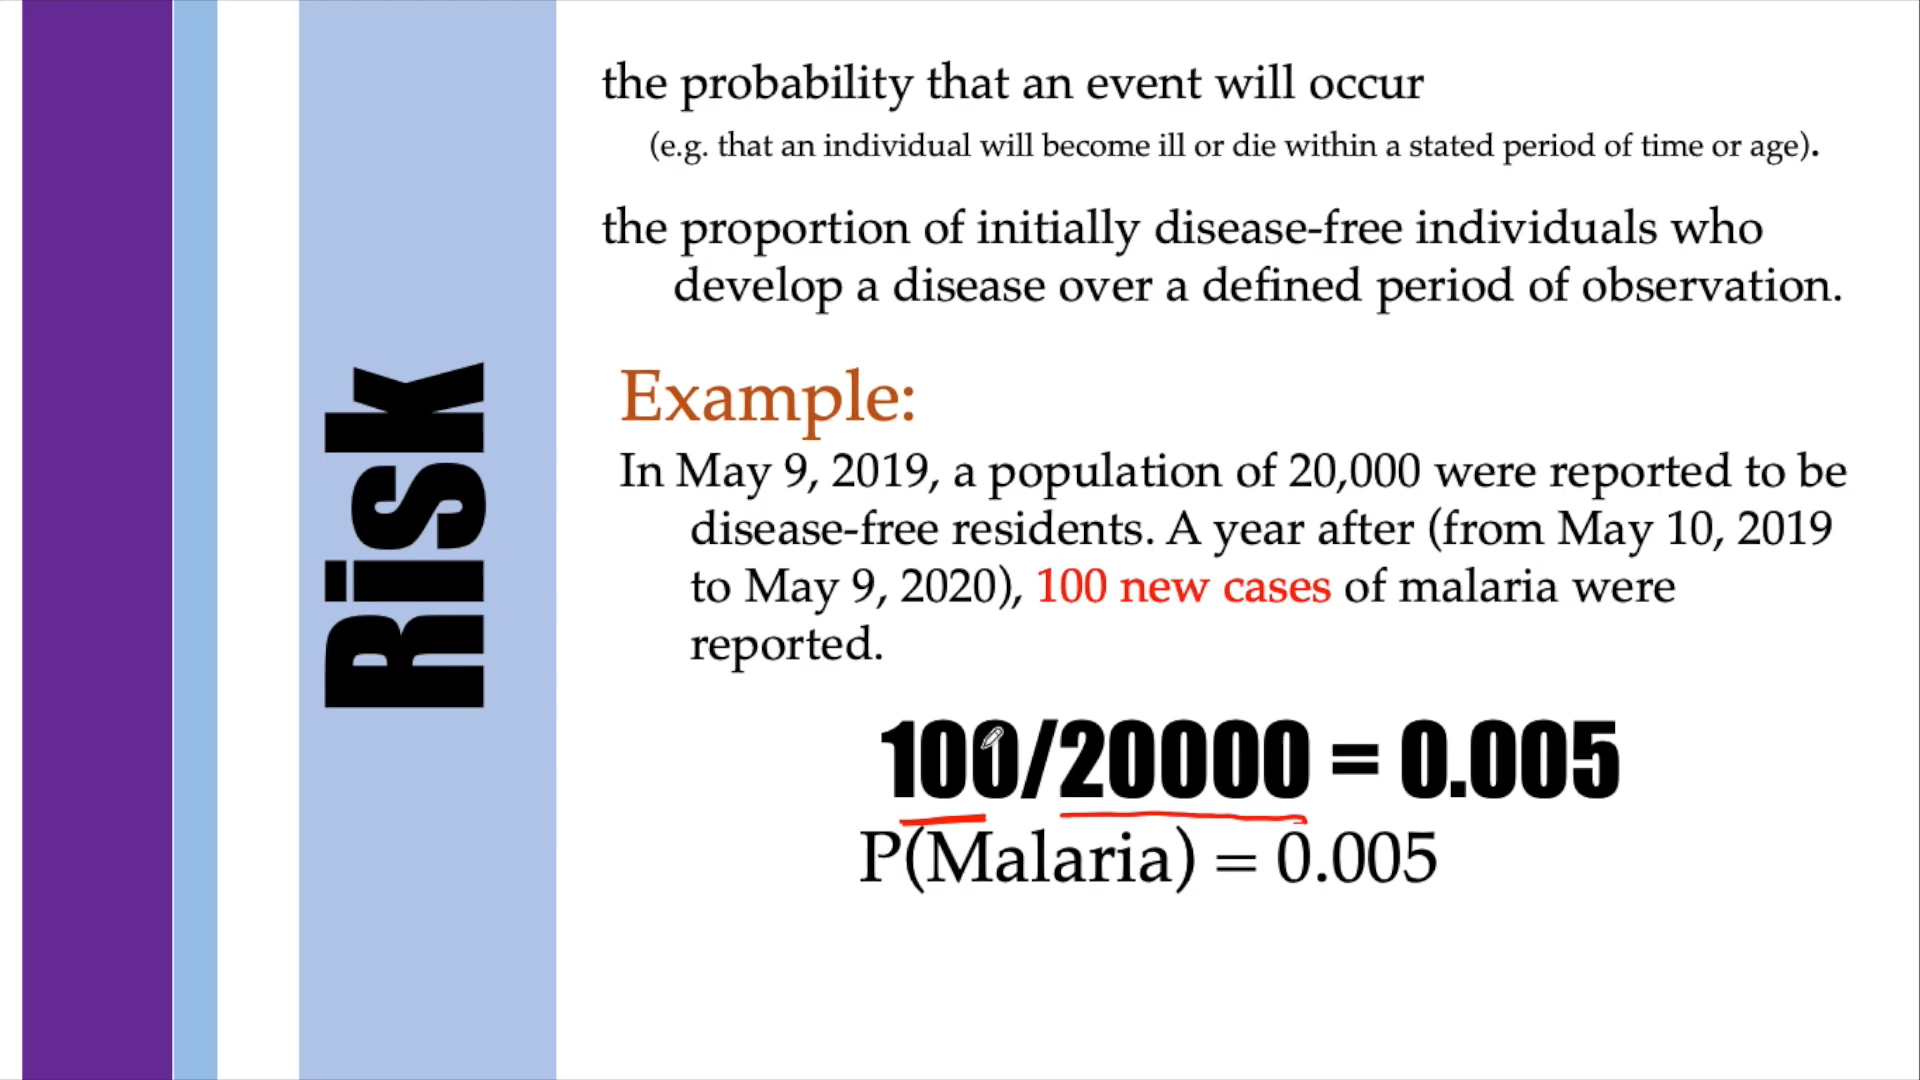 Risk
the probability that an event will occur
(e.g. that an individual will become ill or die within a stated period of time or age).
the proportion of initially disease-free individuals who
develop a disease over a defined period of observation.
Example:
In May 9, 2019, a population of 20,000 were reported to be
disease-free residents. A year after (from May 10, 2019
to May 9, 2020), 100 new cases of malaria were
reported.
100/20000 = 0.005
P(Malaria) = 0.005